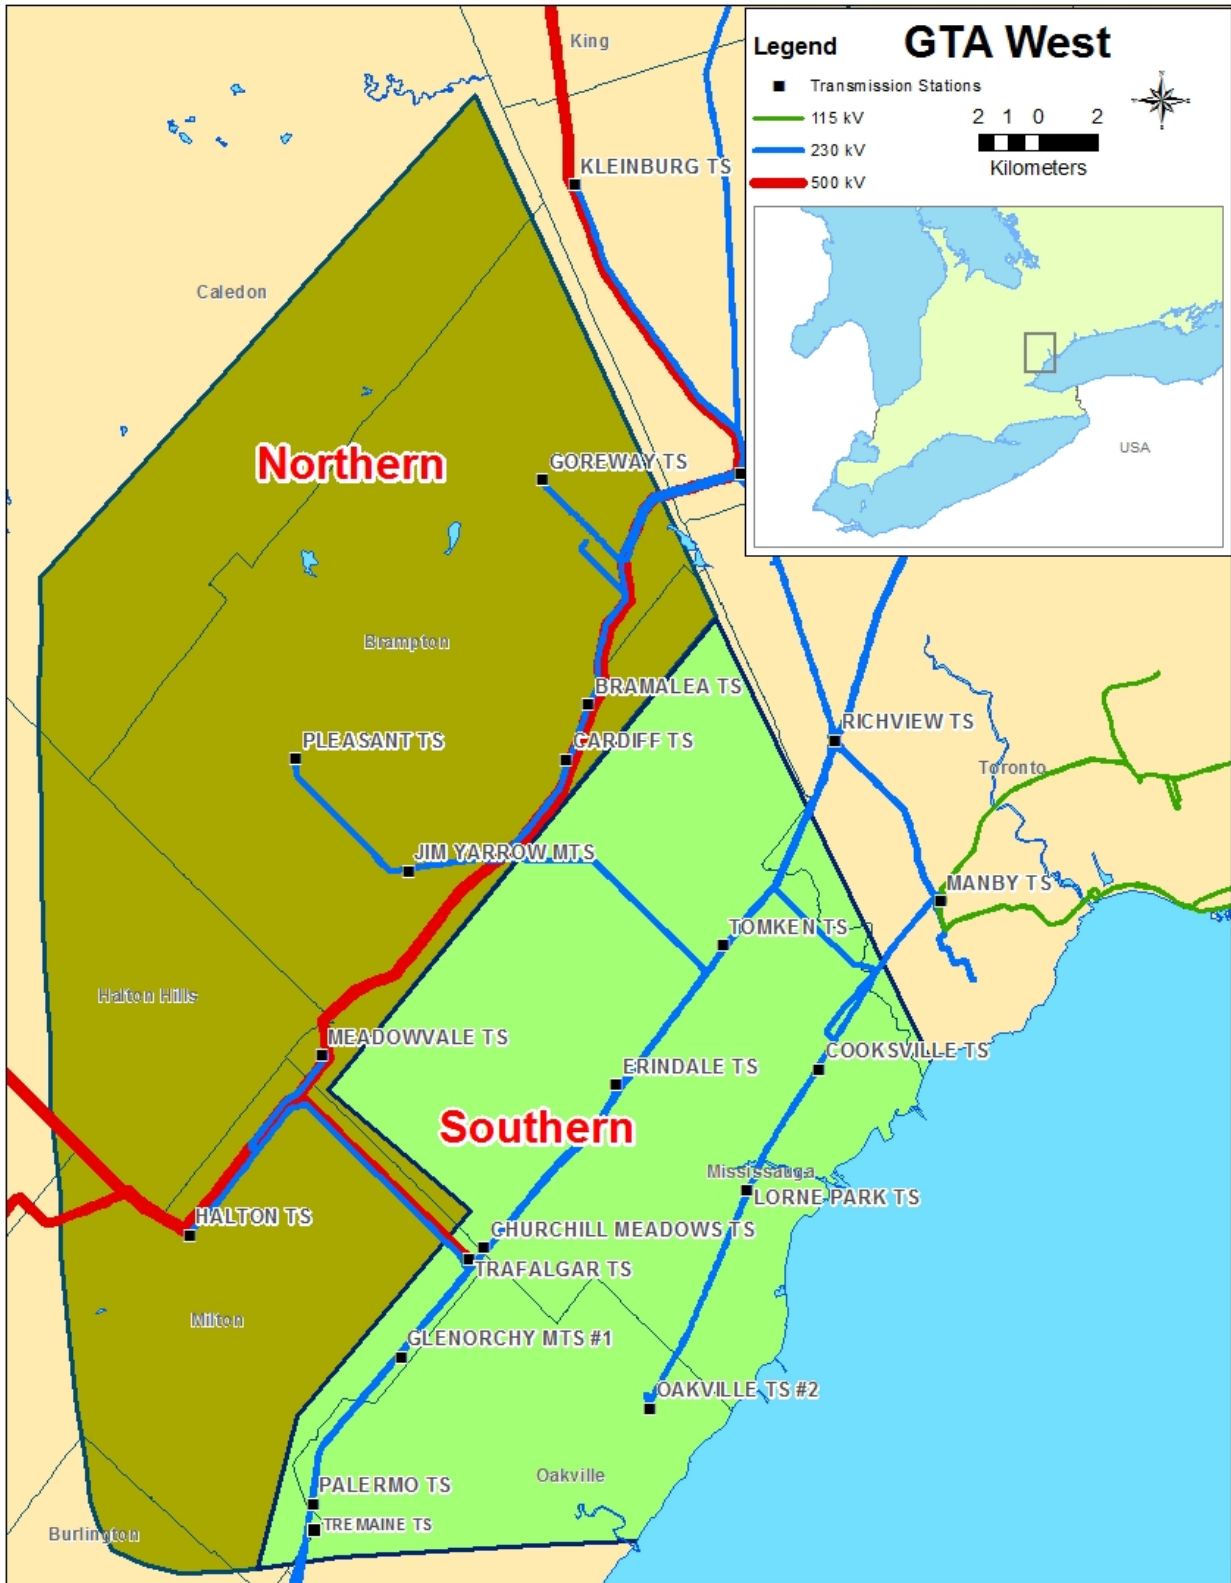 Legend
GTA West
Transmission Stations
115 kV
230 kV
500 kV
N
2 1 0 2
Kilometers
USA
King
KLEINBURG TS
Caledon
Northern
GOREWAY TS
Brampton
BRAMALEA TS
RICHVIEW TS
PLEASANT TS
CARDIFF TS
Toronto
JIM YARROW MTS
MANBY TS
TOMKEN TS
Halton Hills
MEADOWVALE TS
COOKSVILLE TS
ERINDALE TS
Southern
Mississauga
LORNE PARK TS
HALTON TS
CHURCHILL MEADOWS TS
TRAFALGAR TS
Milton
GLENORCHY MTS #1
OAKVILLE TS #2
Oakville
PALERMO TS
TREMAINE TS
Burlington